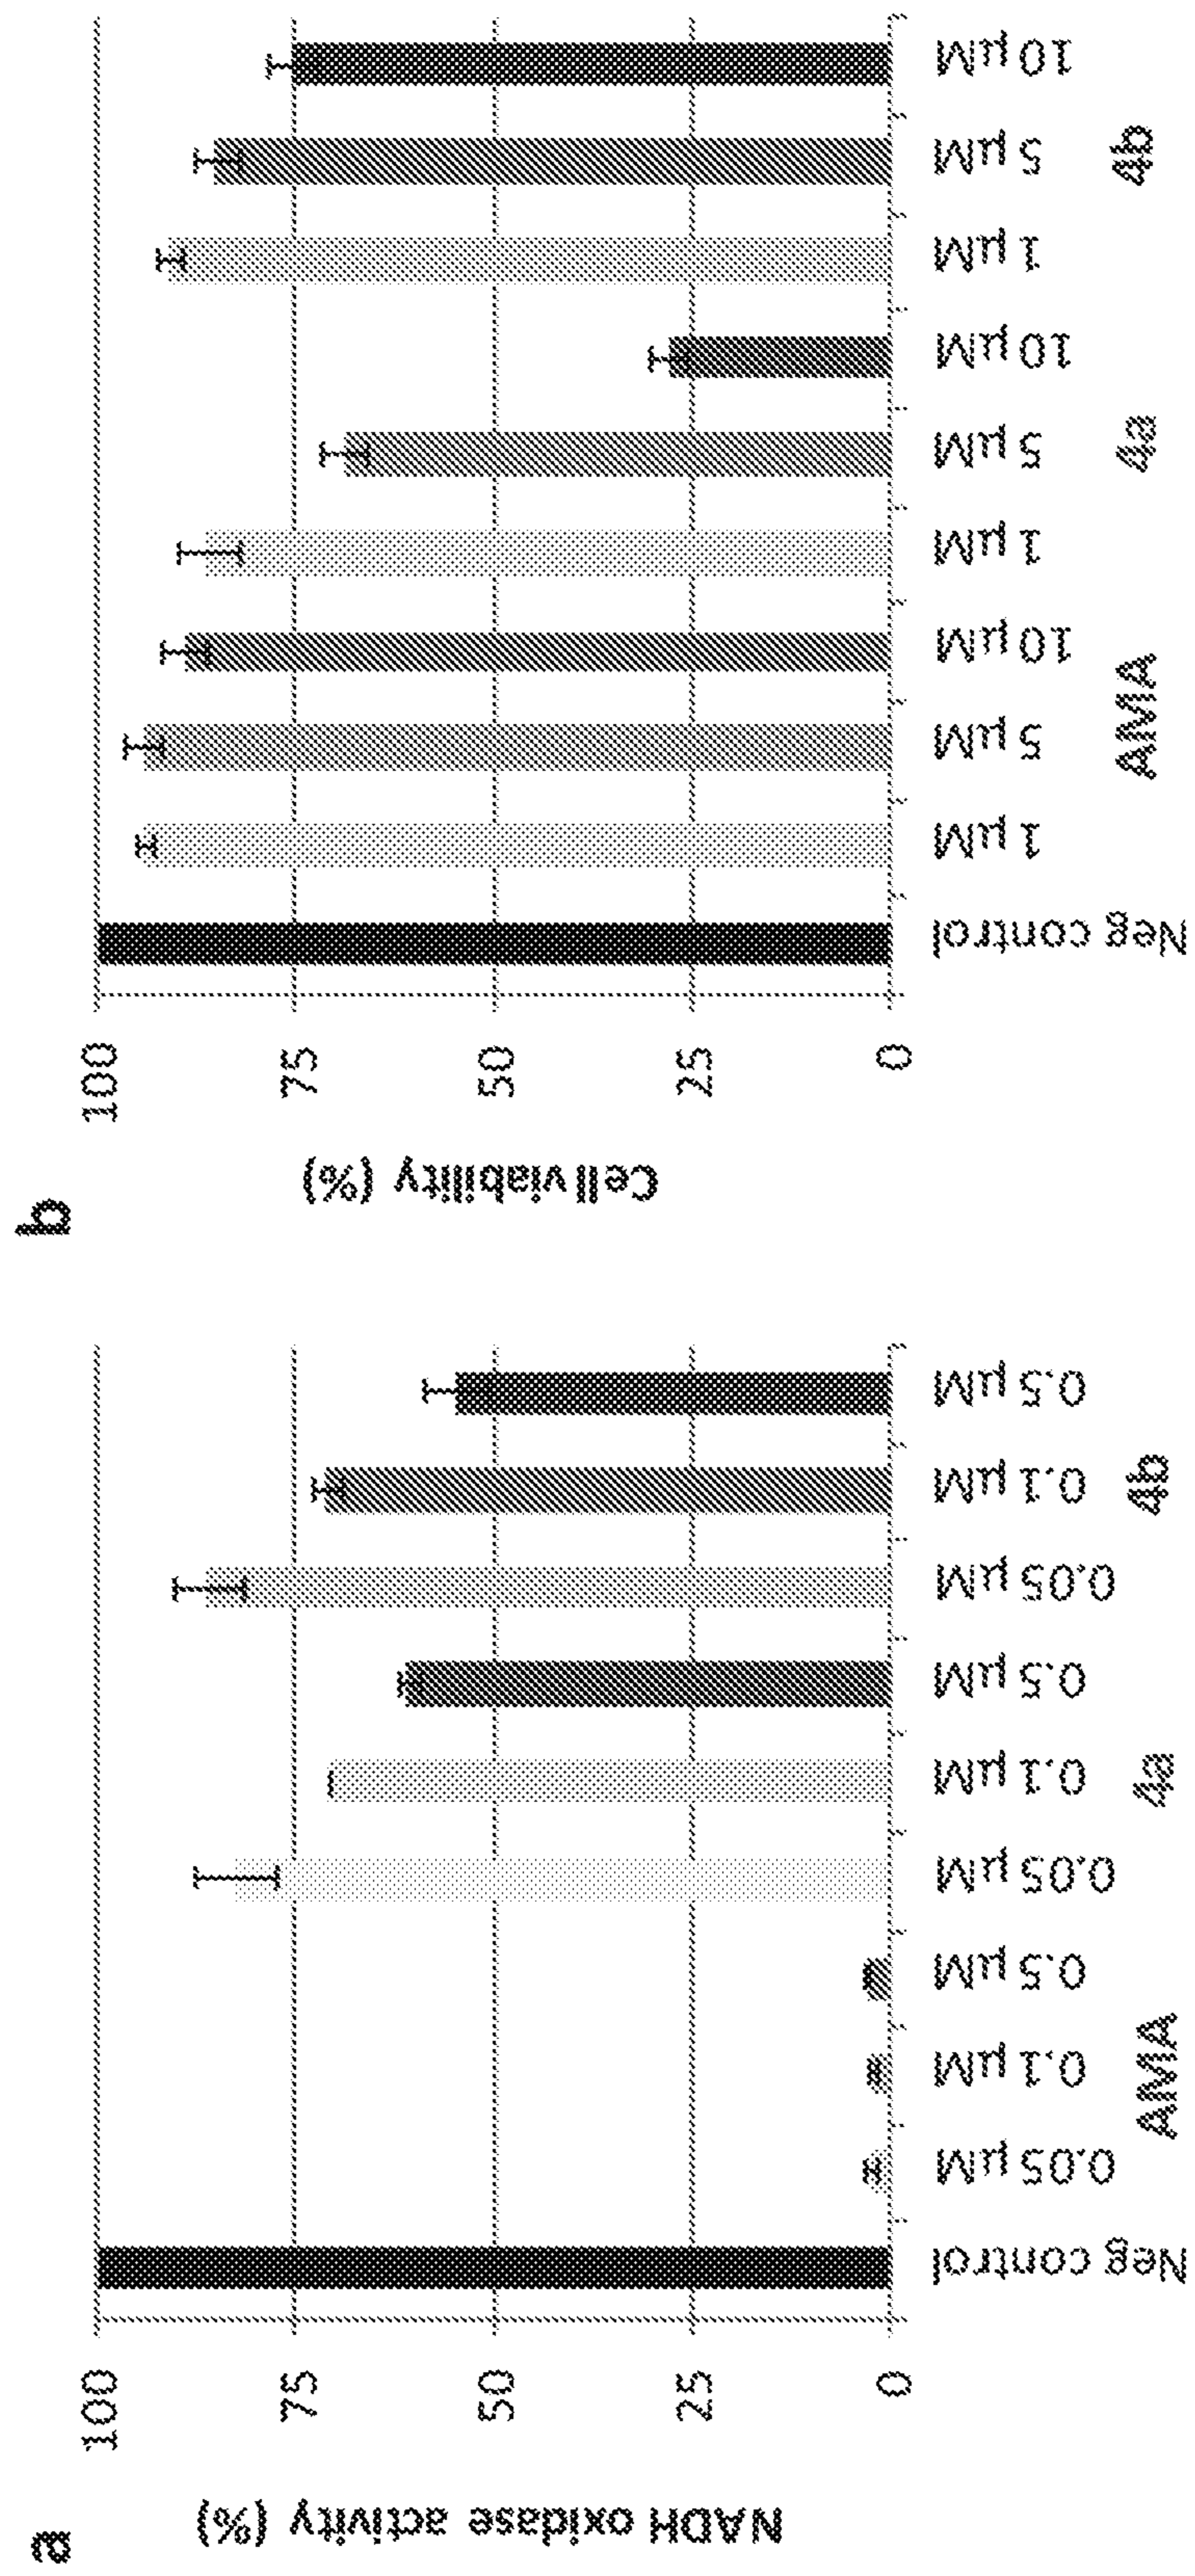 a
NADH oxidase activity (%)
100
75
50
25
0
Neg control
0.05 µM
0.1 µM
0.5 µM
0.05 µM
0.1 µM
0.5 µM
0.05 µM
0.1 µM
0.5 µM
AMA
4a
4b
b
Cell viability (%)
100
75
50
25
0
Neg control
1 µM
5 µM
10 µM
1 µM
5 µM
10 µM
1 µM
5 µM
10 µM
AMA
4a
4b